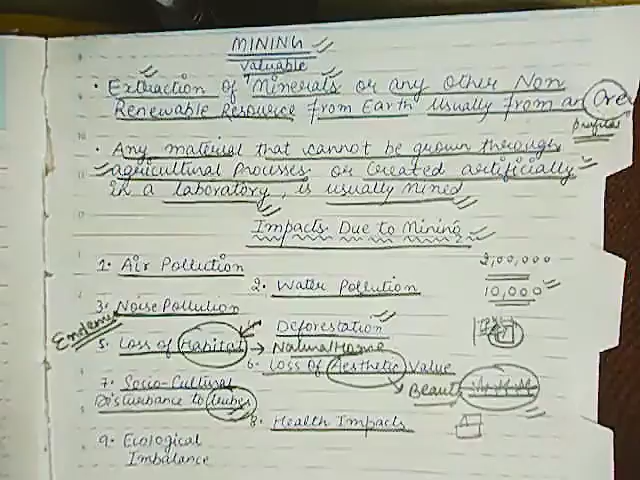 MINING
Valuable
• Extraction of Minerals or any other Non
Renewable Resource from Earth usually from an Ore
• Any material that cannot be grown through
agricultural Processes or Created artificially
in a laboratory, is usually Mined
Impacts Due to Mining
1. Air Pollution
2,00,000
2. Water Pollution
10,000
3. Noise Pollution
Deforestation
Endemic
5. Loss of Habitat → Natural Home
6. Loss Of Aesthetic Value
Beauty
7. Socio-Cultural
Disturbance to tribes
8. Health Impacts
9. Ecological
Imbalance